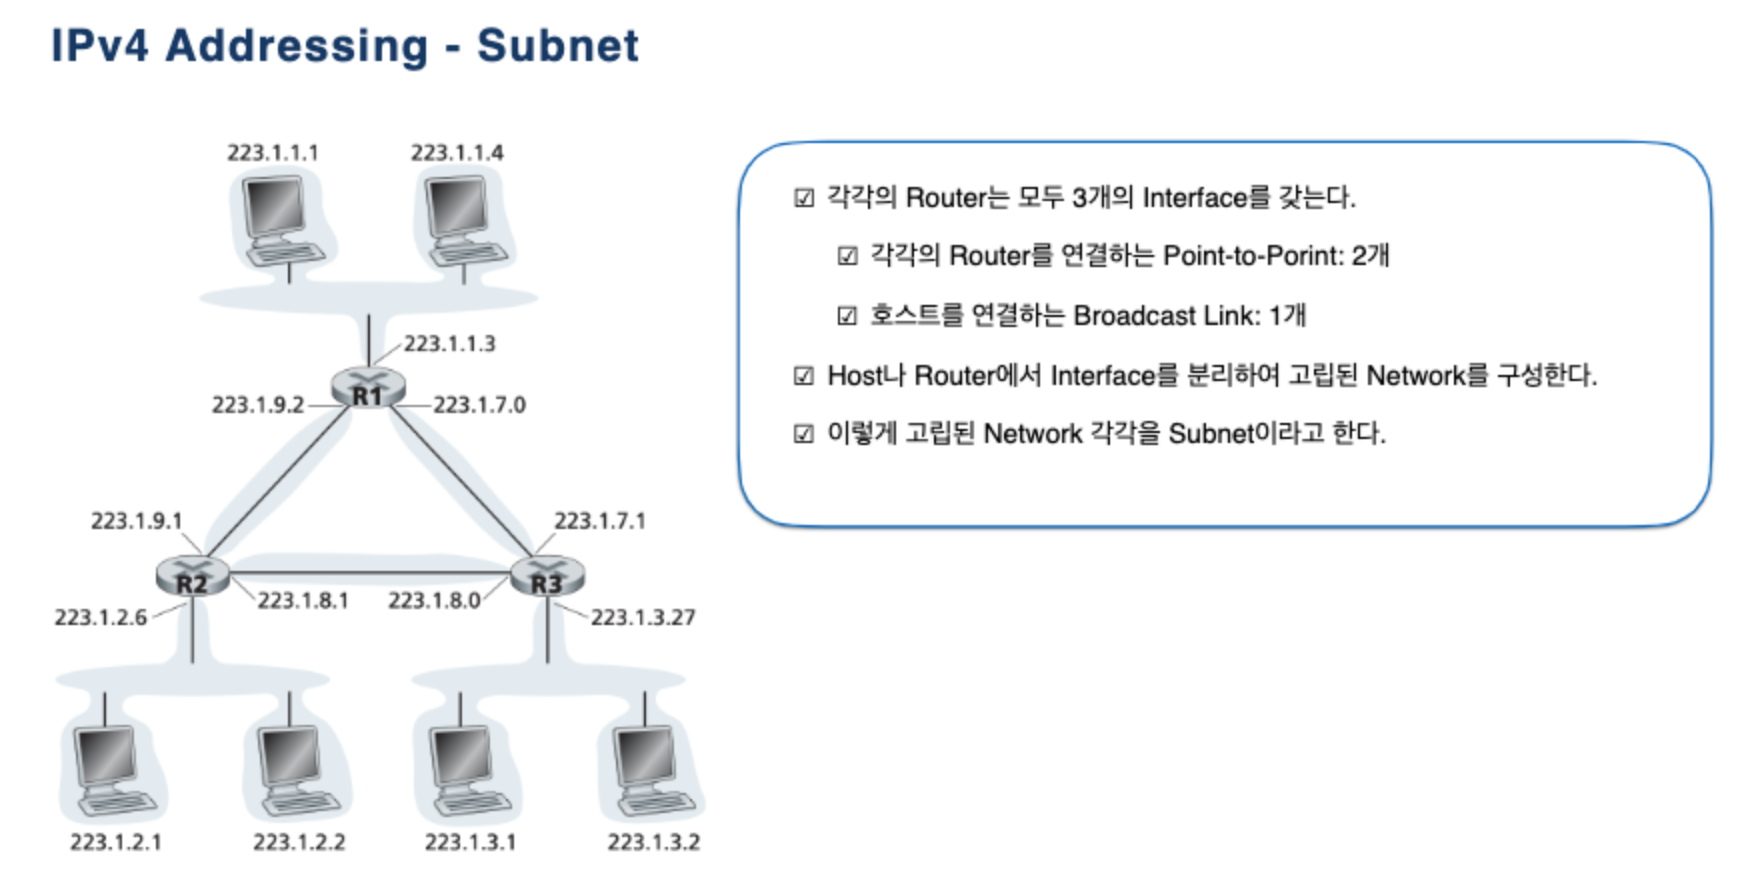 IPv4 Addressing - Subnet
223.1.1.1
223.1.1.4
223.1.1.3
R1
223.1.9.2
223.1.7.0
223.1.9.1
223.1.7.1
R2
R3
223.1.8.1
223.1.8.0
223.1.2.6
223.1.3.27
223.1.2.1
223.1.2.2
223.1.3.1
223.1.3.2
☑ 각각의 Router는 모두 3개의 Interface를 갖는다.
☑ 각각의 Router를 연결하는 Point-to-Porint: 2개
☑ 호스트를 연결하는 Broadcast Link: 1개
☑ Host나 Router에서 Interface를 분리하여 고립된 Network를 구성한다.
☑ 이렇게 고립된 Network 각각을 Subnet이라고 한다.